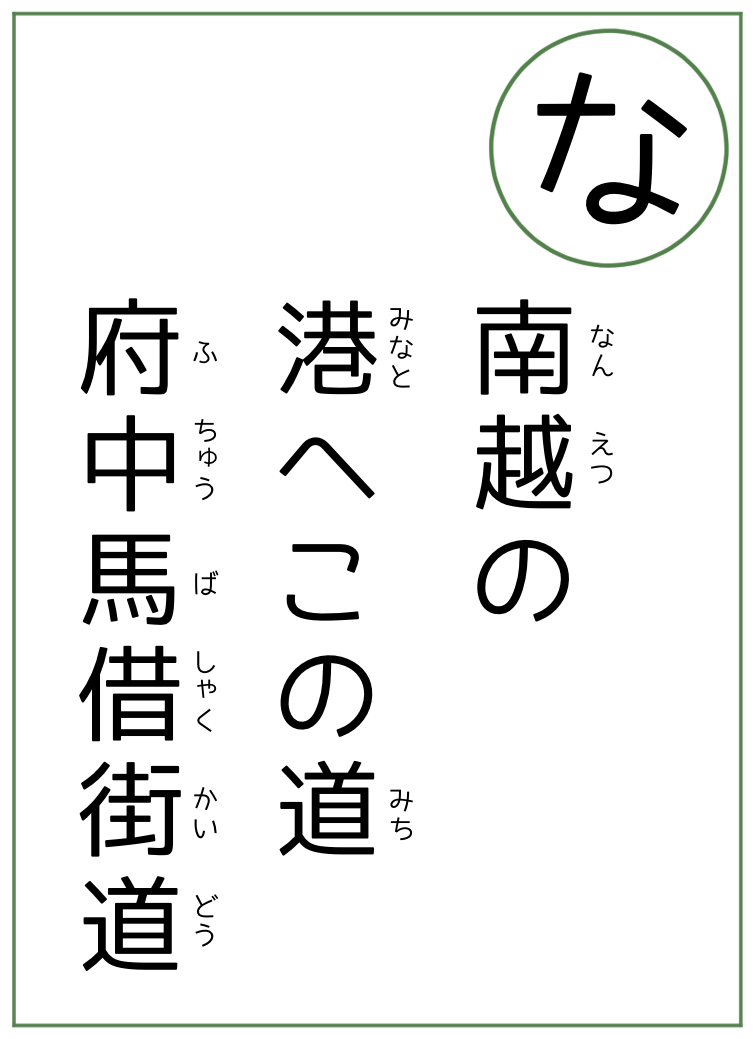 な
南越の
なんえつ
港へこの道
みなと みち
府中馬借街道
ふちゅうばしゃくかいどう